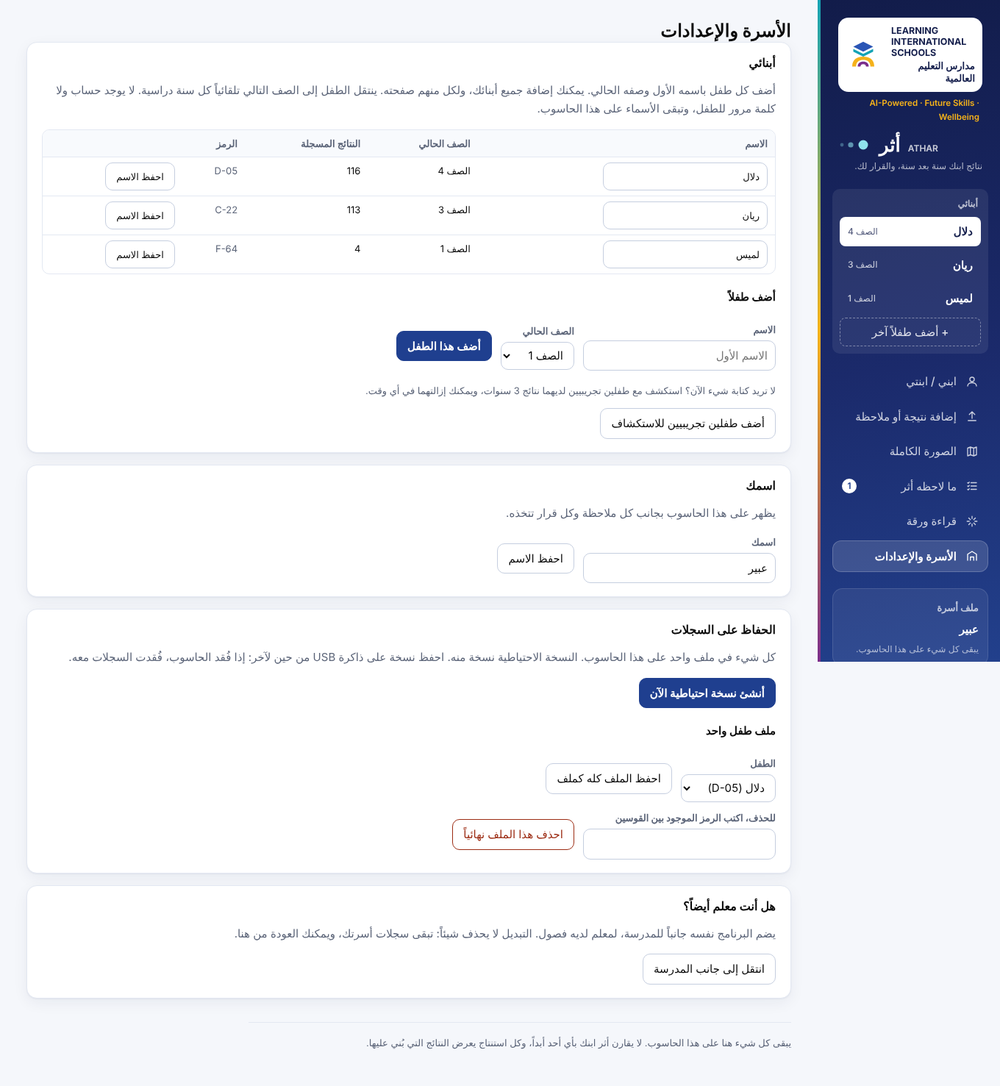 LEARNING
INTERNATIONAL
SCHOOLS
مدارس التعليم
العالمية
AI-Powered · Future Skills ·
Wellbeing
أثر ATHAR
نتائج ابنك سنة بعد سنة، والقرار لك.
أبنائي
دلال الصف 4
ريان الصف 3
لميس الصف 1
+ أضف طفلاً آخر
ابني / ابنتي
إضافة نتيجة أو ملاحظة
الصورة الكاملة
ما لاحظه أثر 1
قراءة ورقة
الأسرة والإعدادات
ملف أسرة
عبير
يبقى كل شيء على هذا الحاسوب.
الأسرة والإعدادات
أبنائي
أضف كل طفل باسمه الأول وصفه الحالي. يمكنك إضافة جميع أبنائك، ولكل منهم صفحته. ينتقل الطفل إلى الصف التالي تلقائياً كل سنة دراسية. لا يوجد حساب ولا
كلمة مرور للطفل، وتبقى الأسماء على هذا الحاسوب.
الاسم الصف الحالي النتائج المسجلة الرمز
دلال الصف 4 116 D-05 احفظ الاسم
ريان الصف 3 113 C-22 احفظ الاسم
لميس الصف 1 4 F-64 احفظ الاسم
أضف طفلاً
الاسم الصف الحالي
الاسم الأول الصف 1 أضف هذا الطفل
لا تريد كتابة شيء الآن؟ استكشف مع طفلين تجريبيين لديهما نتائج 3 سنوات، ويمكنك إزالتهما في أي وقت.
أضف طفلين تجريبيين للاستكشاف
اسمك
يظهر على هذا الحاسوب بجانب كل ملاحظة وكل قرار تتخذه.
اسمك
عبير احفظ الاسم
الحفاظ على السجلات
كل شيء في ملف واحد على هذا الحاسوب. النسخة الاحتياطية نسخة منه. احفظ نسخة على ذاكرة USB من حين لآخر: إذا فُقد الحاسوب، فُقدت السجلات معه.
أنشئ نسخة احتياطية الآن
ملف طفل واحد
الطفل
دلال (D-05) احفظ الملف كله كملف
للحذف، اكتب الرمز الموجود بين القوسين
احذف هذا الملف نهائياً
هل أنت معلم أيضاً؟
يضم البرنامج نفسه جانباً للمدرسة، لمعلم لديه فصول. التبديل لا يحذف شيئاً: تبقى سجلات أسرتك، ويمكنك العودة من هنا.
انتقل إلى جانب المدرسة
يبقى كل شيء هنا على هذا الحاسوب. لا يقارن أثر ابنك بأي أحد أبداً، وكل استنتاج يعرض النتائج التي بُني عليها.